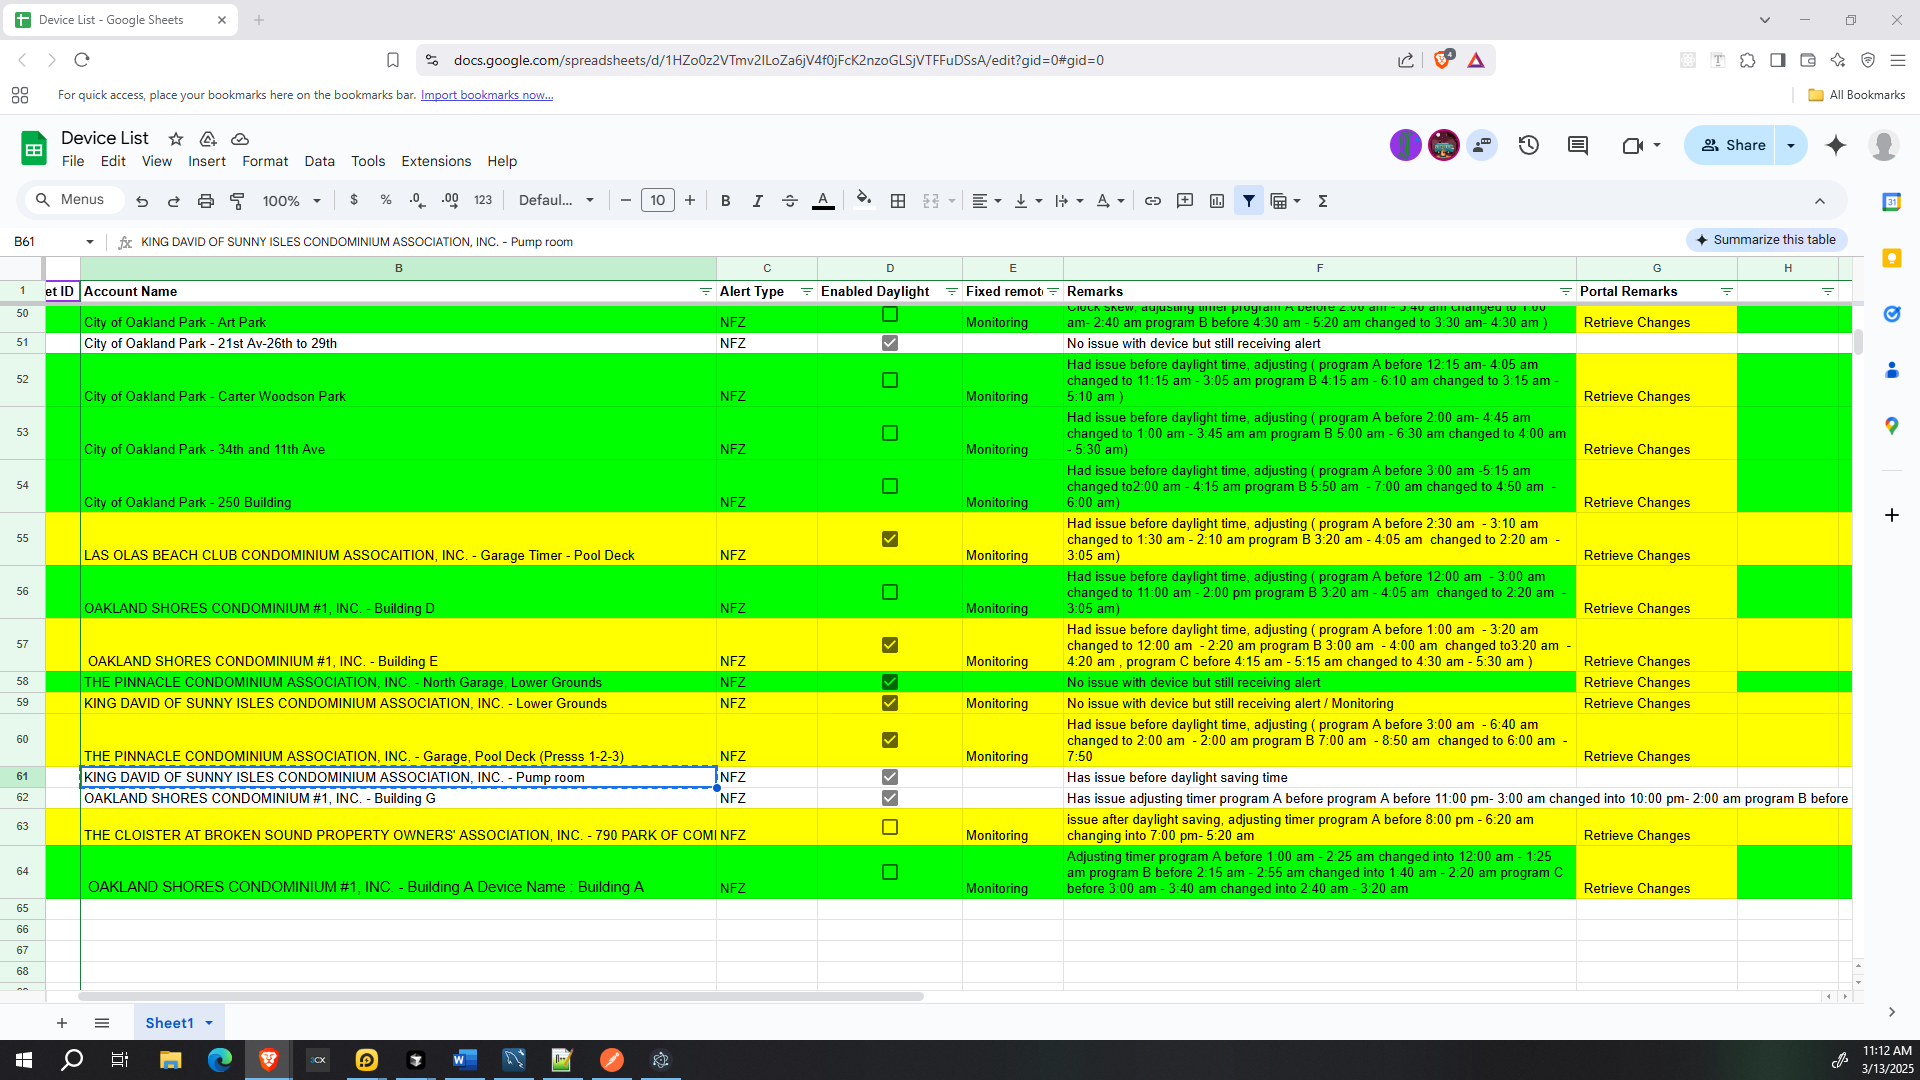 Device List - Google Sheets
docs.google.com/spreadsheets/d/1HZo0z2VTmv2ILoZa6jV4f0jFcK2nzoGLSjVTFFuDSsA/edit?gid=0#gid=0
4
For quick access, place your bookmarks here on the bookmarks bar. Import bookmarks now...
All Bookmarks
Device List
File Edit View Insert Format Data Tools Extensions Help
Share
Menus 100% $ % .0 .00 123 Defaul... 10 B I A
B61 fx KING DAVID OF SUNNY ISLES CONDOMINIUM ASSOCIATION, INC. - Pump room
Summarize this table
B C D E F G H
1 et ID Account Name Alert Type Enabled Daylight Fixed remote Remarks Portal Remarks
50 City of Oakland Park - Art Park NFZ Monitoring
Clock skew, adjusting timer program A before 2:00 am - 3:40 am changed to 1:00
am- 2:40 am program B before 4:30 am - 5:20 am changed to 3:30 am- 4:30 am )
Retrieve Changes
51 City of Oakland Park - 21st Av-26th to 29th NFZ No issue with device but still receiving alert
52 City of Oakland Park - Carter Woodson Park NFZ Monitoring
Had issue before daylight time, adjusting ( program A before 12:15 am- 4:05 am
changed to 11:15 am - 3:05 am program B 4:15 am - 6:10 am changed to 3:15 am -
5:10 am )
Retrieve Changes
53 City of Oakland Park - 34th and 11th Ave NFZ Monitoring
Had issue before daylight time, adjusting ( program A before 2:00 am- 4:45 am
changed to 1:00 am - 3:45 am am program B 5:00 am - 6:30 am changed to4:00 am
- 5:30 am)
Retrieve Changes
54 City of Oakland Park - 250 Building NFZ Monitoring
Had issue before daylight time, adjusting ( program A before 3:00 am -5:15 am
changed to2:00 am - 4:15 am program B 5:50 am - 7:00 am changed to 4:50 am -
6:00 am)
Retrieve Changes
55 LAS OLAS BEACH CLUB CONDOMINIUM ASSOCAITION, INC. - Garage Timer - Pool Deck NFZ Monitoring
Had issue before daylight time, adjusting ( program A before 2:30 am - 3:10 am
changed to 1:30 am - 2:10 am program B 3:20 am - 4:05 am changed to 2:20 am -
3:05 am)
Retrieve Changes
56 OAKLAND SHORES CONDOMINIUM #1, INC. - Building D NFZ Monitoring
Had issue before daylight time, adjusting ( program A before 12:00 am - 3:00 am
changed to 11:00 am - 2:00 pm program B 3:20 am - 4:05 am changed to 2:20 am -
3:05 am)
Retrieve Changes
57 OAKLAND SHORES CONDOMINIUM #1, INC. - Building E NFZ Monitoring
Had issue before daylight time, adjusting ( program A before 1:00 am - 3:20 am
changed to 12:00 am - 2:20 am program B 3:00 am - 4:00 am changed to3:20 am -
4:20 am , program C before 4:15 am - 5:15 am changed to 4:30 am - 5:30 am )
Retrieve Changes
58 THE PINNACLE CONDOMINIUM ASSOCIATION, INC. - North Garage, Lower Grounds NFZ No issue with device but still receiving alert Retrieve Changes
59 KING DAVID OF SUNNY ISLES CONDOMINIUM ASSOCIATION, INC. - Lower Grounds NFZ Monitoring No issue with device but still receiving alert / Monitoring Retrieve Changes
60 THE PINNACLE CONDOMINIUM ASSOCIATION, INC. - Garage, Pool Deck (Presss 1-2-3) NFZ Monitoring
Had issue before daylight time, adjusting ( program A before 3:00 am - 6:40 am
changed to 2:00 am - 2:00 am program B 7:00 am - 8:50 am changed to 6:00 am -
7:50
Retrieve Changes
61 KING DAVID OF SUNNY ISLES CONDOMINIUM ASSOCIATION, INC. - Pump room NFZ Has issue before daylight saving time
62 OAKLAND SHORES CONDOMINIUM #1, INC. - Building G NFZ Has issue adjusting timer program A before program A before 11:00 pm- 3:00 am changed into 10:00 pm- 2:00 am program B before
63 THE CLOISTER AT BROKEN SOUND PROPERTY OWNERS' ASSOCIATION, INC. - 790 PARK OF COM NFZ Monitoring
issue after daylight saving, adjusting timer program A before 8:00 pm - 6:20 am
changing into 7:00 pm- 5:20 am
Retrieve Changes
64 OAKLAND SHORES CONDOMINIUM #1, INC. - Building A Device Name : Building A NFZ Monitoring
Adjusting timer program A before 1:00 am - 2:25 am changed into 12:00 am - 1:25
am program B before 2:15 am - 2:55 am changed into 1:40 am - 2:20 am program C
before 3:00 am - 3:40 am changed into 2:40 am - 3:20 am
Retrieve Changes
65
66
67
68
Sheet1
11:12 AM
3/13/2025